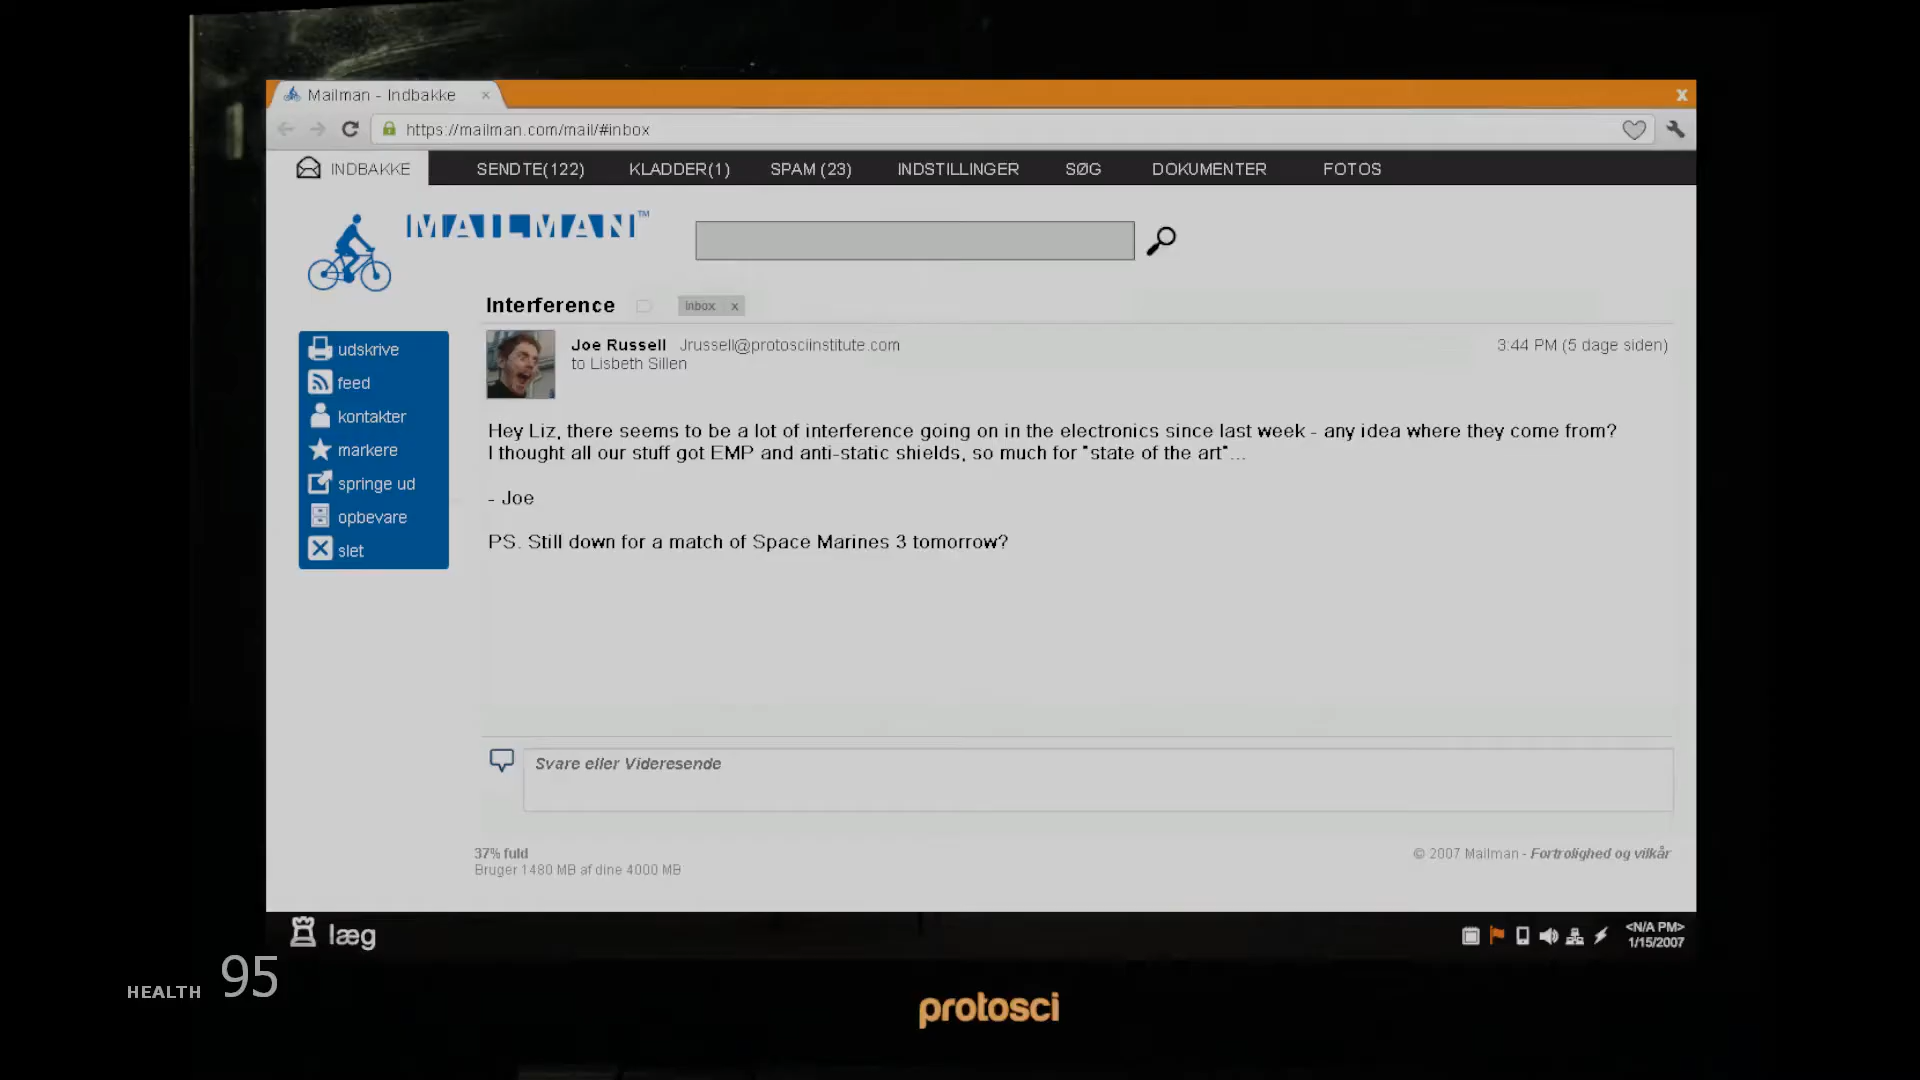 Mailman - Indbakke
https://mailman.com/mail/#inbox
INDBAKKE SENDTE(122) KLADDER(1) SPAM (23) INDSTILLINGER SØG DOKUMENTER FOTOS
MAILMAN™
Interference Inbox x
Joe Russell Jrussell@protosciinstitute.com 3:44 PM (5 dage siden)
to Lisbeth Sillen
udskrive
feed
kontakter
markere
springe ud
opbevare
slet
Hey Liz, there seems to be a lot of interference going on in the electronics since last week - any idea where they come from?
I thought all our stuff got EMP and anti-static shields, so much for "state of the art"...
- Joe
PS. Still down for a match of Space Marines 3 tomorrow?
Svare eller Videresende
37% fuld
Bruger 1480 MB af dine 4000 MB
© 2007 Mailman - Fortrolighed og vilkår
læg
<N/A PM>
1/15/2007
HEALTH 95
protosci